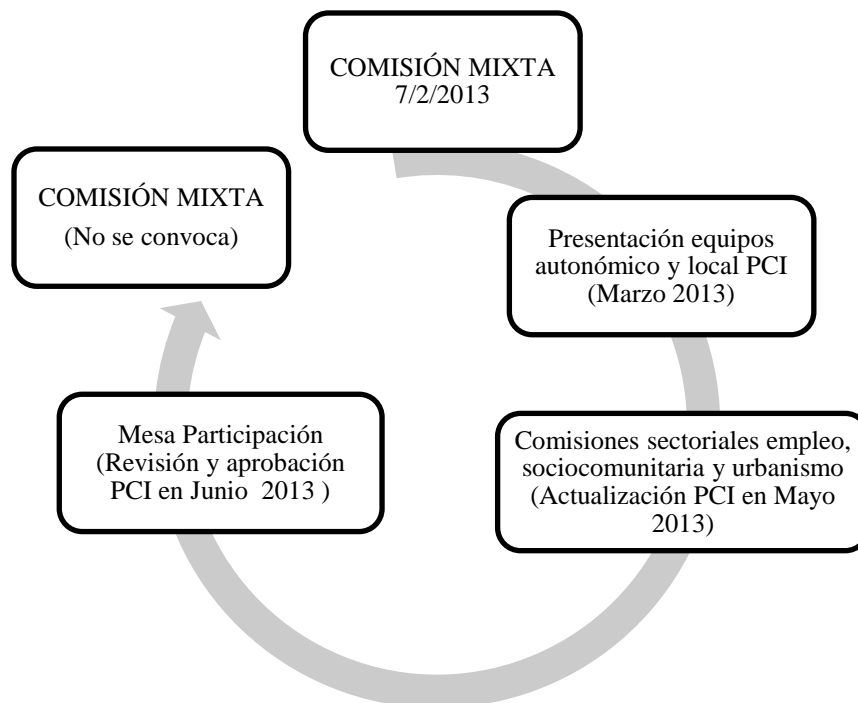 COMISIÓN MIXTA
7/2/2013
Presentación equipos
autonómico y local PCI
(Marzo 2013)
Comisiones sectoriales empleo,
sociocomunitaria y urbanismo
(Actualización PCI en Mayo
2013)
Mesa Participación
(Revisión y aprobación
PCI en Junio 2013 )
COMISIÓN MIXTA
(No se convoca)